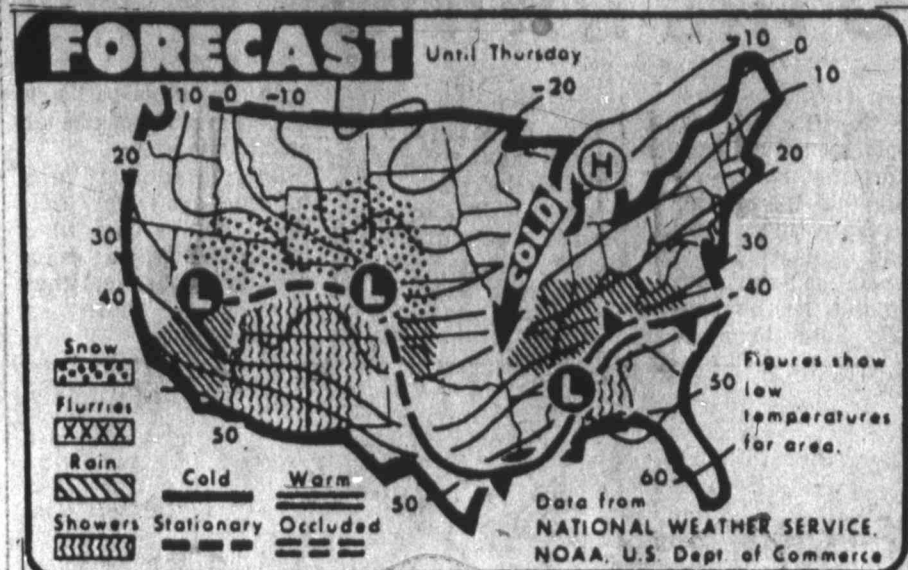 FORECAST Until Thursday
-10 0
10 0 -10 -20 10
H
20 20
COLD
30 30
L L
40 40
Snow
Figures show
low
temperatures
for area.
L
Flurries
XXXX
50
50
Rain
Cold Warm
50 60
Data from
Showers Stationary Occluded
NATIONAL WEATHER SERVICE,
NOAA, U.S. Dept. of Commerce